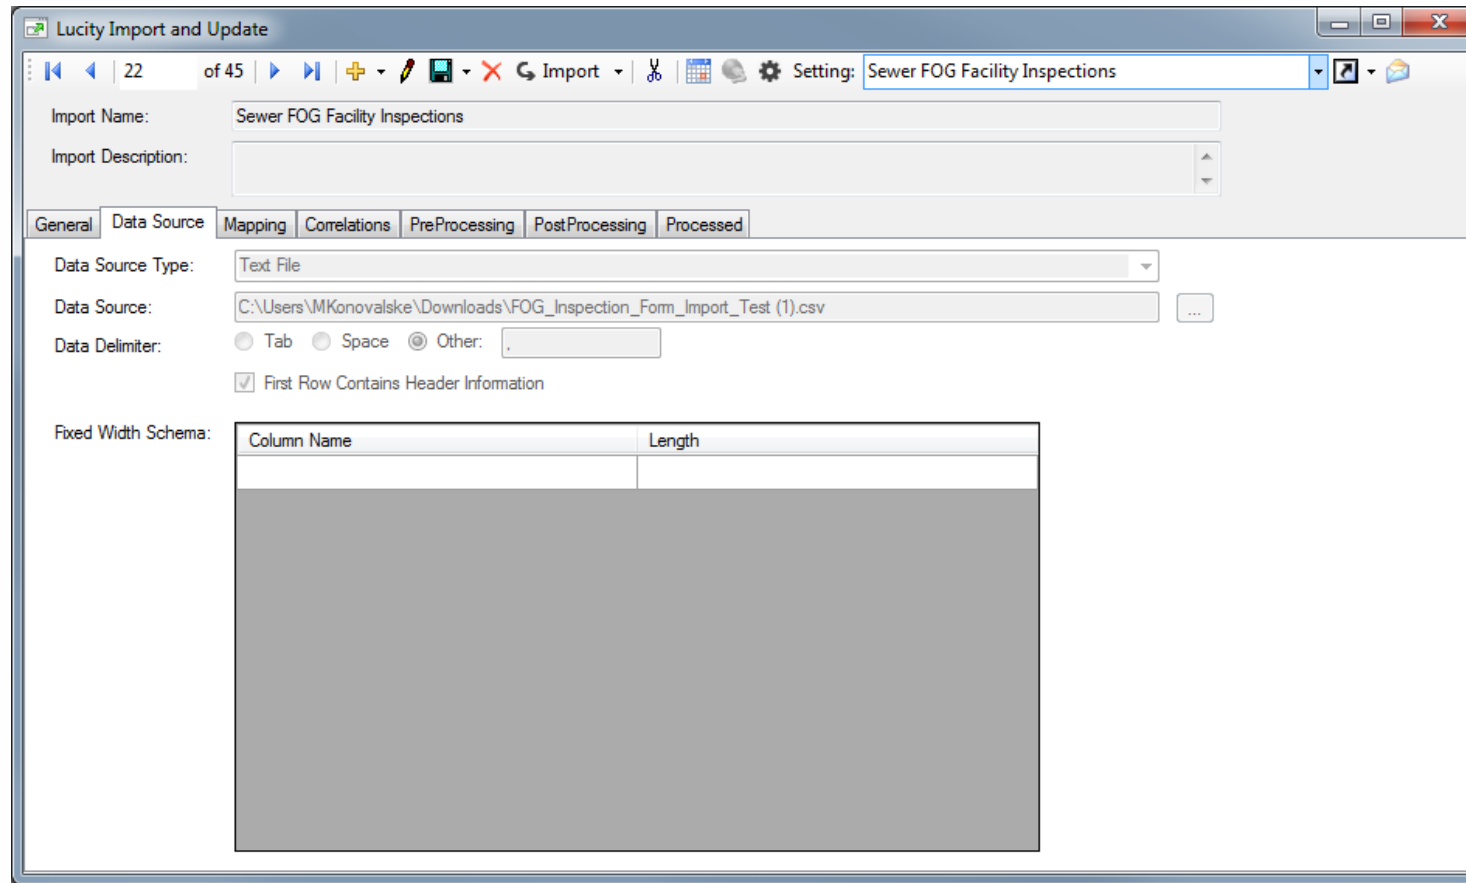 Lucity Import and Update
22 of 45 Import Setting: Sewer FOG Facility Inspections
Import Name: Sewer FOG Facility Inspections
Import Description:
General Data Source Mapping Correlations PreProcessing PostProcessing Processed
Data Source Type: Text File
Data Source: C:\Users\MKonovalske\Downloads\FOG_Inspection_Form_Import_Test (1).csv ...
Data Delimiter: Tab Space Other: ,
First Row Contains Header Information
Fixed Width Schema:
Column Name Length